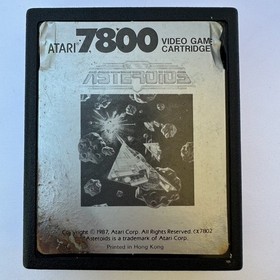 ATARI 7800 VIDEO GAME CARTRIDGE
ASTEROIDS
Copyright © 1987, Atari Corp. All Rights Reserved. CX7802
Asteroids is a trademark of Atari Corp.
Printed in Hong Kong